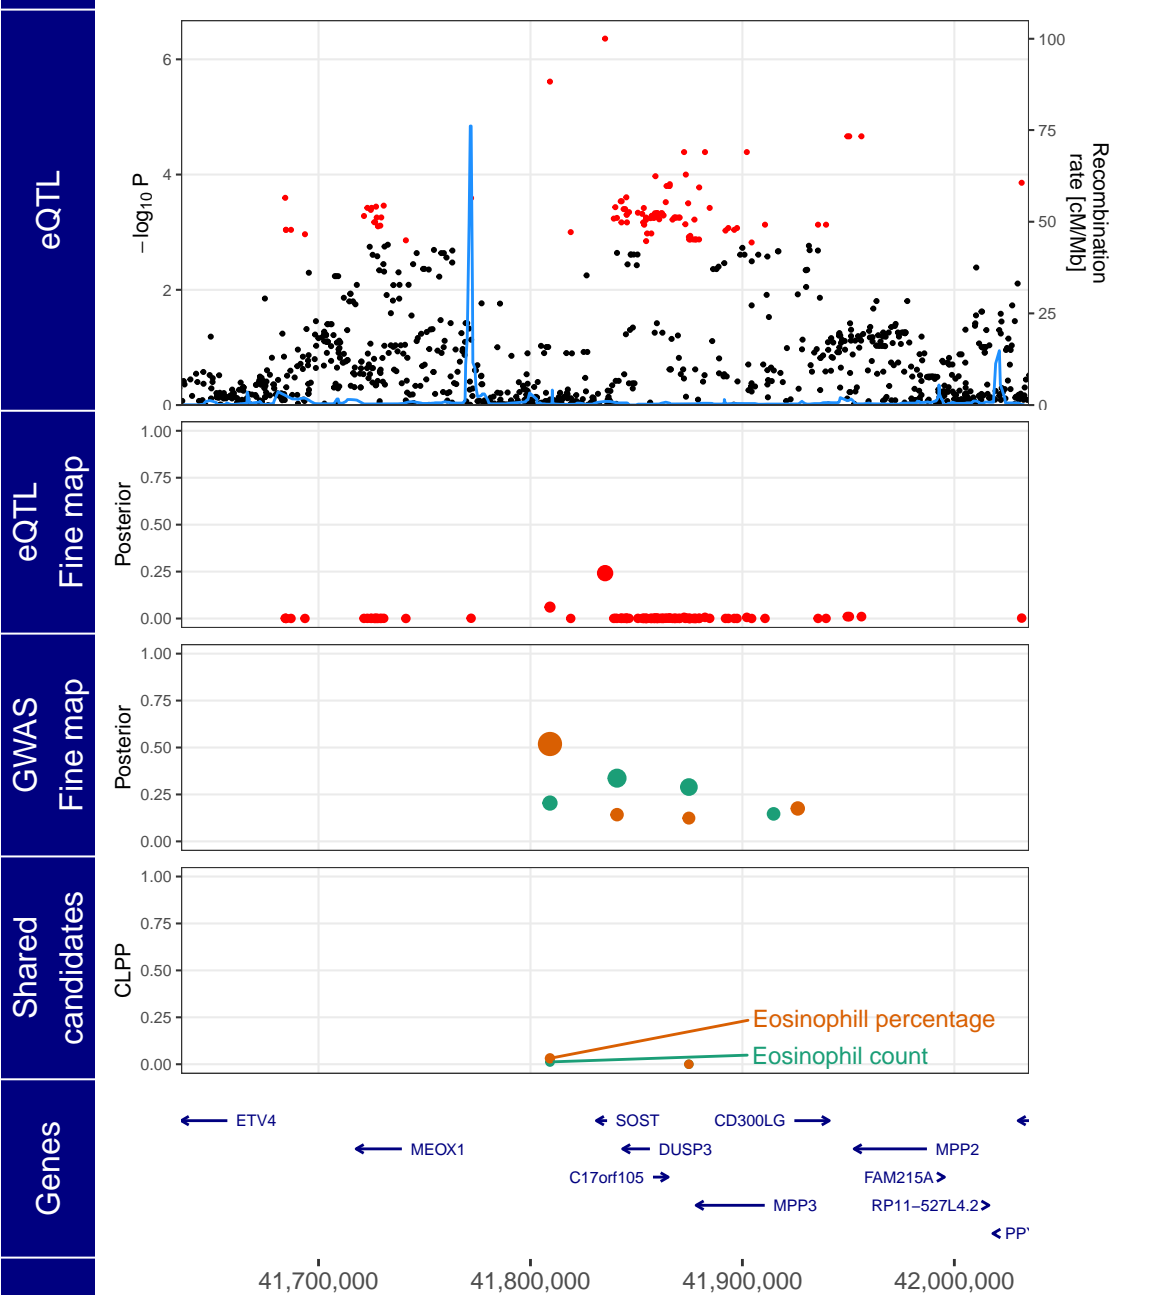 eQTL
−log10 P
6
4
2
0
100
75
50
25
0
Recombination
rate [cM/Mb]
eQTL
Fine map
Posterior
1.00
0.75
0.50
0.25
0.00
GWAS
Fine map
Posterior
1.00
0.75
0.50
0.25
0.00
Shared
candidates
CLPP
1.00
0.75
0.50
0.25
0.00
Eosinophill percentage
Eosinophil count
Genes
ETV4
SOST
CD300LG
MEOX1
DUSP3
MPP2
C17orf105
FAM215A
MPP3
RP11−527L4.2
PPY
41,700,000
41,800,000
41,900,000
42,000,000